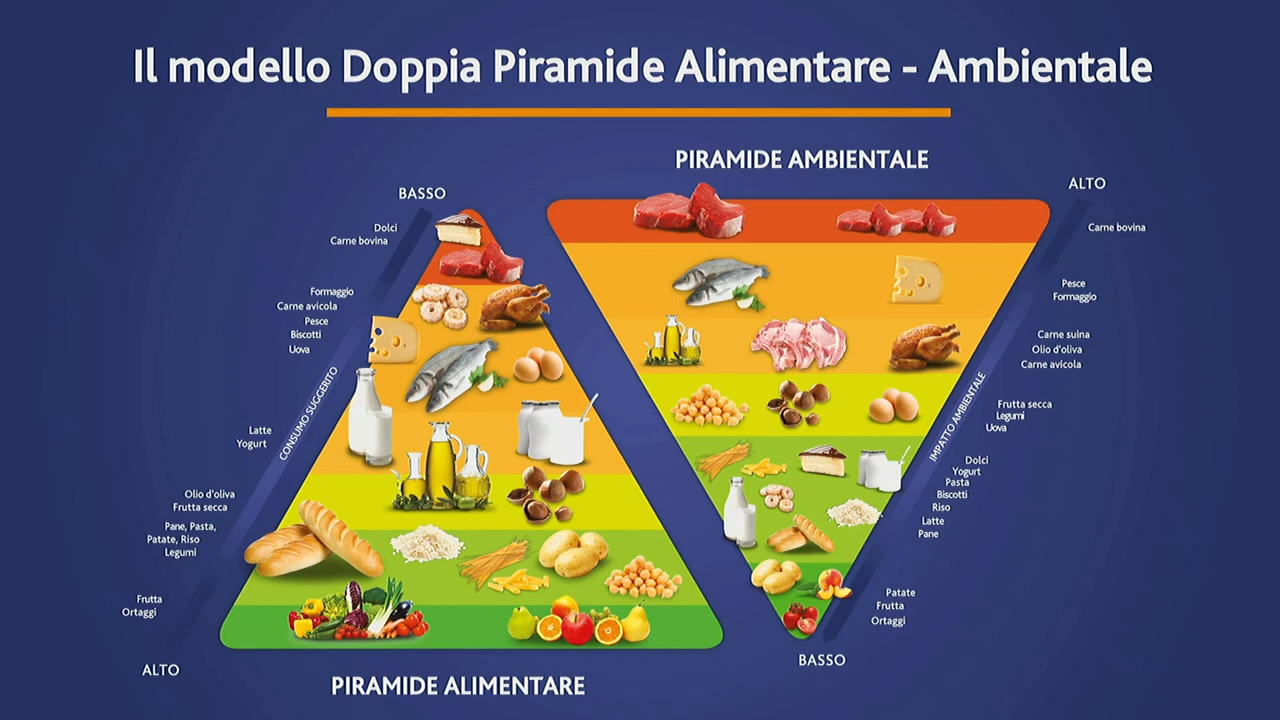 Il modello Doppia Piramide Alimentare - Ambientale
PIRAMIDE AMBIENTALE
BASSO
ALTO
Dolci
Carne bovina
Formaggio
Carne avicola
Pesce
Biscotti
Uova
CONSUMO SUGGERITO
Latte
Yogurt
Olio d'oliva
Frutta secca
Pane, Pasta,
Patate, Riso
Legumi
Frutta
Ortaggi
ALTO
PIRAMIDE ALIMENTARE
Carne bovina
Pesce
Formaggio
Carne suina
Olio d'oliva
Carne avicola
IMPATTO AMBIENTALE
Frutta secca
Legumi
Uova
Dolci
Yogurt
Pasta
Biscotti
Riso
Latte
Pane
Patate
Frutta
Ortaggi
BASSO